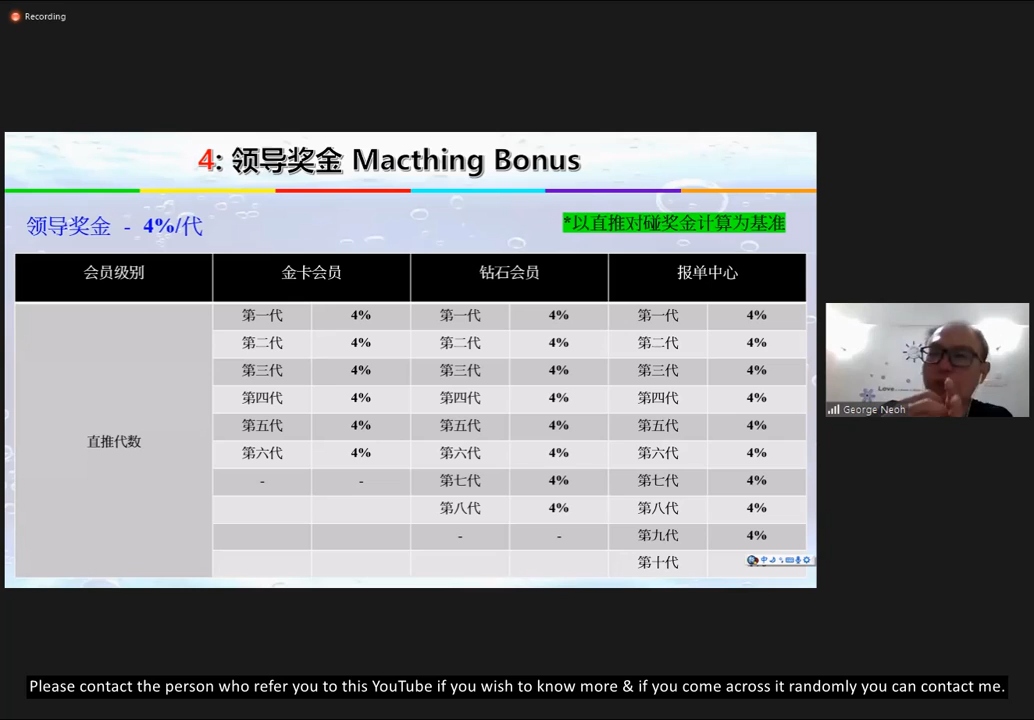 Recording
4: 领导奖金 Macthing Bonus
领导奖金 - 4%/代
*以直推对碰奖金计算为基准
会员级别 金卡会员 钻石会员 报单中心
第一代 4% 第一代 4% 第一代 4%
第二代 4% 第二代 4% 第二代 4%
第三代 4% 第三代 4% 第三代 4%
第四代 4% 第四代 4% 第四代 4%
第五代 4% 第五代 4% 第五代 4%
直推代数
第六代 4% 第六代 4% 第六代 4%
- - 第七代 4% 第七代 4%
第八代 4% 第八代 4%
- - 第九代 4%
第十代
中
Love
George Neoh
Please contact the person who refer you to this YouTube if you wish to know more & if you come across it randomly you can contact me.